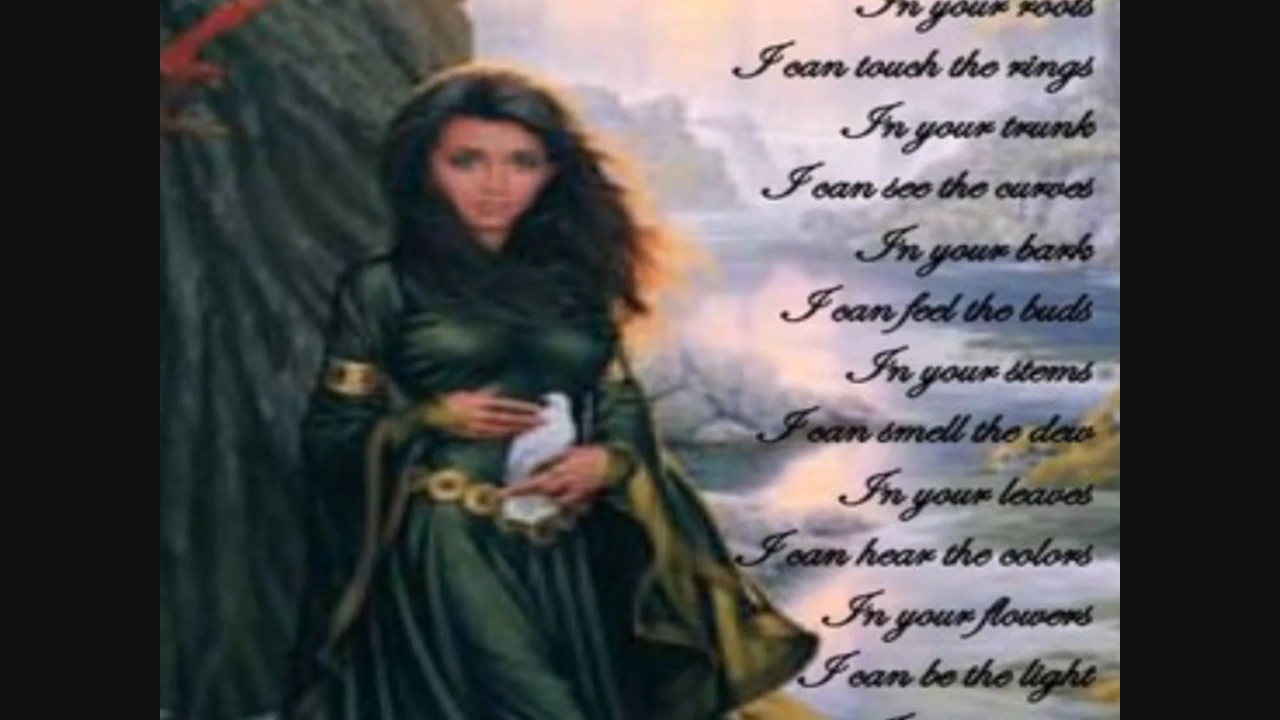 In your roots
I can touch the rings
In your trunk
I can see the curves
In your bark
I can feel the buds
In your stems
I can smell the dew
In your leaves
I can hear the colors
In your flowers
I can be the light